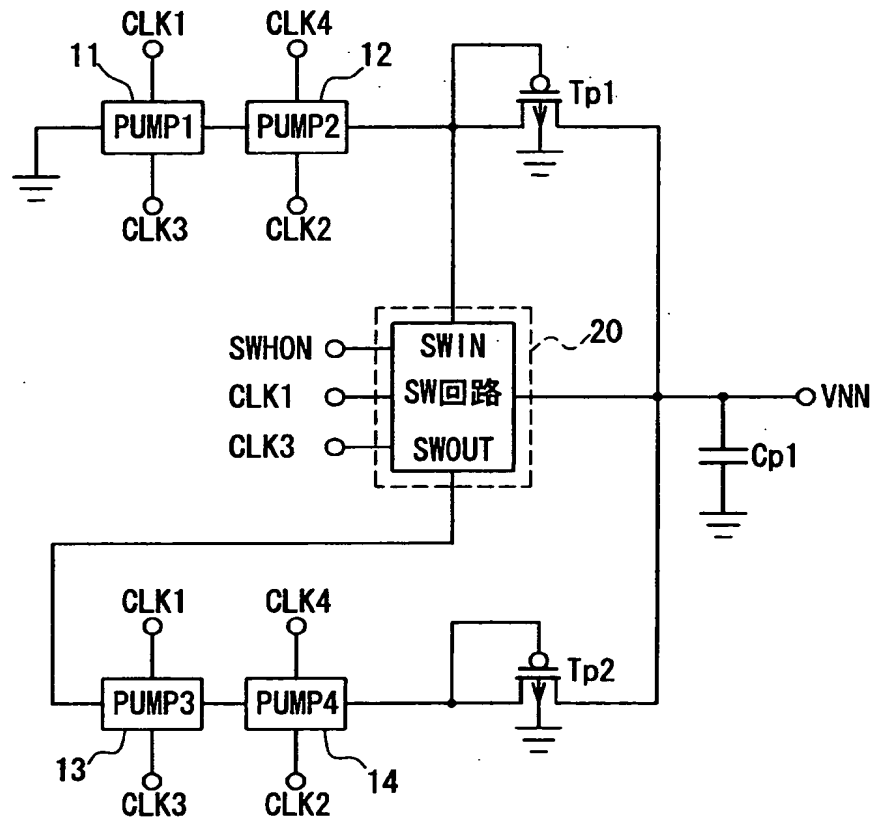 CLK1
CLK4
11
12
PUMP1
PUMP2
Tp1
CLK3
CLK2
SWHON
SWIN
20
CLK1
SW回路
VNN
CLK3
SWOUT
Cp1
CLK1
CLK4
PUMP3
PUMP4
Tp2
13
14
CLK3
CLK2